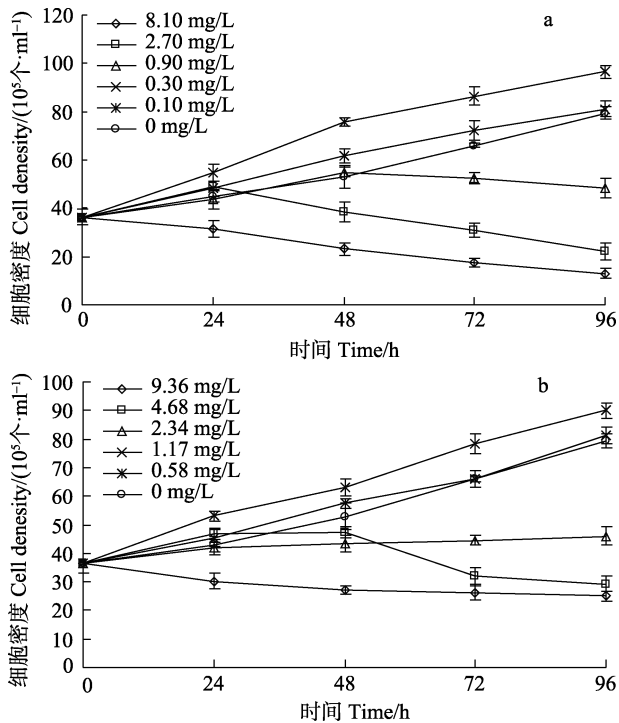 细胞密度 Cell denesity/(10⁵个·ml⁻¹)
120
100
80
60
40
20
0
8.10 mg/L
2.70 mg/L
0.90 mg/L
0.30 mg/L
0.10 mg/L
0 mg/L
a
0 24 48 72 96
时间 Time/h
细胞密度 Cell denesity/(10⁵个·ml⁻¹)
100
90
80
70
60
50
40
30
20
10
0
9.36 mg/L
4.68 mg/L
2.34 mg/L
1.17 mg/L
0.58 mg/L
0 mg/L
b
0 24 48 72 96
时间 Time/h